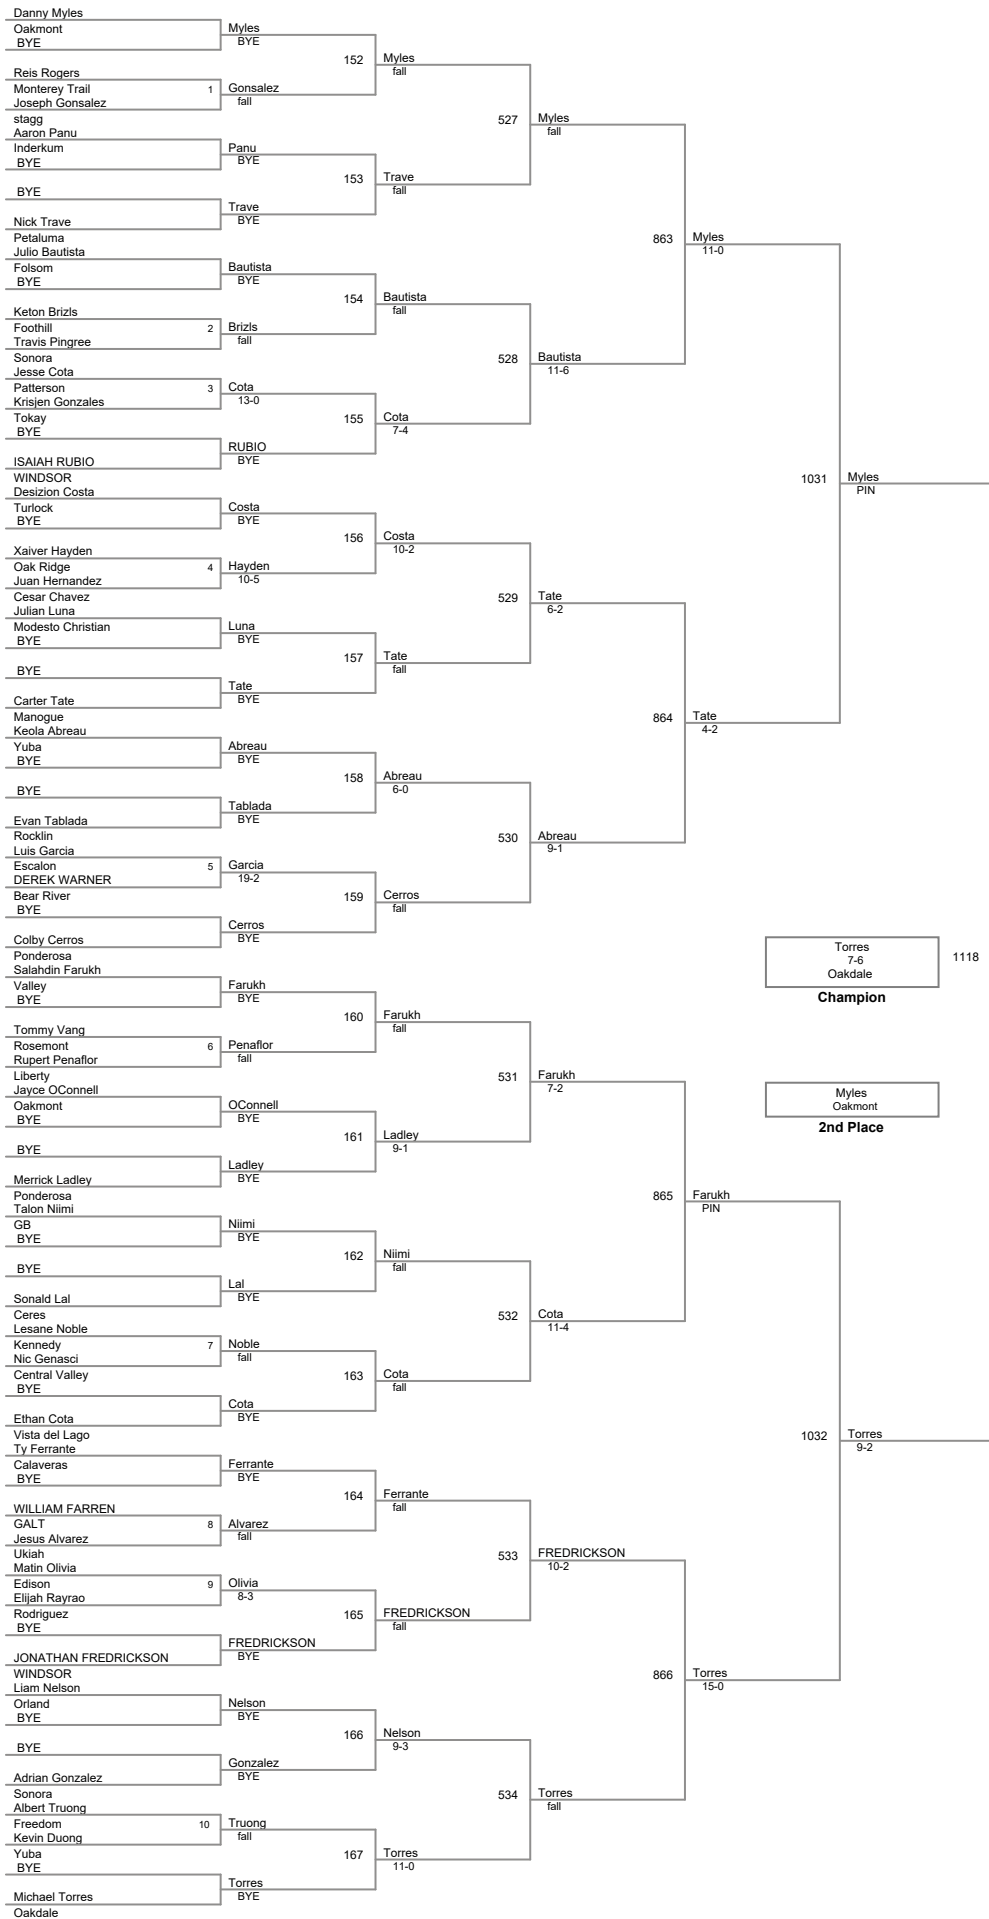 Danny Myles
Oakmont
BYE
Reis Rogers
Monterey Trail
1
Joseph Gonsalez
stagg
Aaron Panu
Inderkum
BYE
BYE
Nick Trave
Petaluma
Julio Bautista
Folsom
BYE
Keton Brizls
Foothill
2
Travis Pingree
Sonora
Jesse Cota
Patterson
3
Krisjen Gonzales
Tokay
BYE
ISAIAH RUBIO
WINDSOR
Desizion Costa
Turlock
BYE
Xaiver Hayden
Oak Ridge
4
Juan Hernandez
Cesar Chavez
Julian Luna
Modesto Christian
BYE
BYE
Carter Tate
Manogue
Keola Abreau
Yuba
BYE
BYE
Evan Tablada
Rocklin
Luis Garcia
Escalon
5
DEREK WARNER
Bear River
BYE
Colby Cerros
Ponderosa
Salahdin Farukh
Valley
BYE
Tommy Vang
Rosemont
6
Rupert Penaflor
Liberty
Jayce OConnell
Oakmont
BYE
BYE
Merrick Ladley
Ponderosa
Talon Niimi
GB
BYE
BYE
Sonald Lal
Ceres
Lesane Noble
Kennedy
7
Nic Genasci
Central Valley
BYE
Ethan Cota
Vista del Lago
Ty Ferrante
Calaveras
BYE
WILLIAM FARREN
GALT
8
Jesus Alvarez
Ukiah
Matin Olivia
Edison
9
Elijah Rayrao
Rodriguez
BYE
JONATHAN FREDRICKSON
WINDSOR
Liam Nelson
Orland
BYE
BYE
Adrian Gonzalez
Sonora
Albert Truong
Freedom
10
Kevin Duong
Yuba
BYE
Michael Torres
Oakdale
Myles
BYE
152
Gonsalez
fall
Panu
BYE
153
Trave
BYE
Bautista
BYE
154
Brizls
fall
Cota
13-0
155
RUBIO
BYE
Costa
BYE
156
Hayden
10-5
Luna
BYE
157
Tate
BYE
Abreau
BYE
158
Tablada
BYE
Garcia
19-2
159
Cerros
BYE
Farukh
BYE
160
Penaflor
fall
OConnell
BYE
161
Ladley
BYE
Niimi
BYE
162
Lal
BYE
Noble
fall
163
Cota
BYE
Ferrante
BYE
164
Alvarez
fall
Olivia
8-3
165
FREDRICKSON
BYE
Nelson
BYE
166
Gonzalez
BYE
Truong
fall
167
Torres
BYE
Myles
fall
527
Trave
fall
Bautista
fall
528
Cota
7-4
Costa
10-2
529
Tate
fall
Abreau
6-0
530
Cerros
fall
Farukh
fall
531
Ladley
9-1
Niimi
fall
532
Cota
fall
Ferrante
fall
533
FREDRICKSON
fall
Nelson
9-3
534
Torres
11-0
Myles
fall
863
Bautista
11-6
Tate
6-2
864
Abreau
9-1
Farukh
7-2
865
Cota
11-4
FREDRICKSON
10-2
866
Torres
fall
Myles
11-0
1031
Tate
4-2
Farukh
PIN
1032
Torres
15-0
Myles
PIN
Torres
9-2
Torres
7-6
Oakdale
1118
Champion
Myles
Oakmont
2nd Place